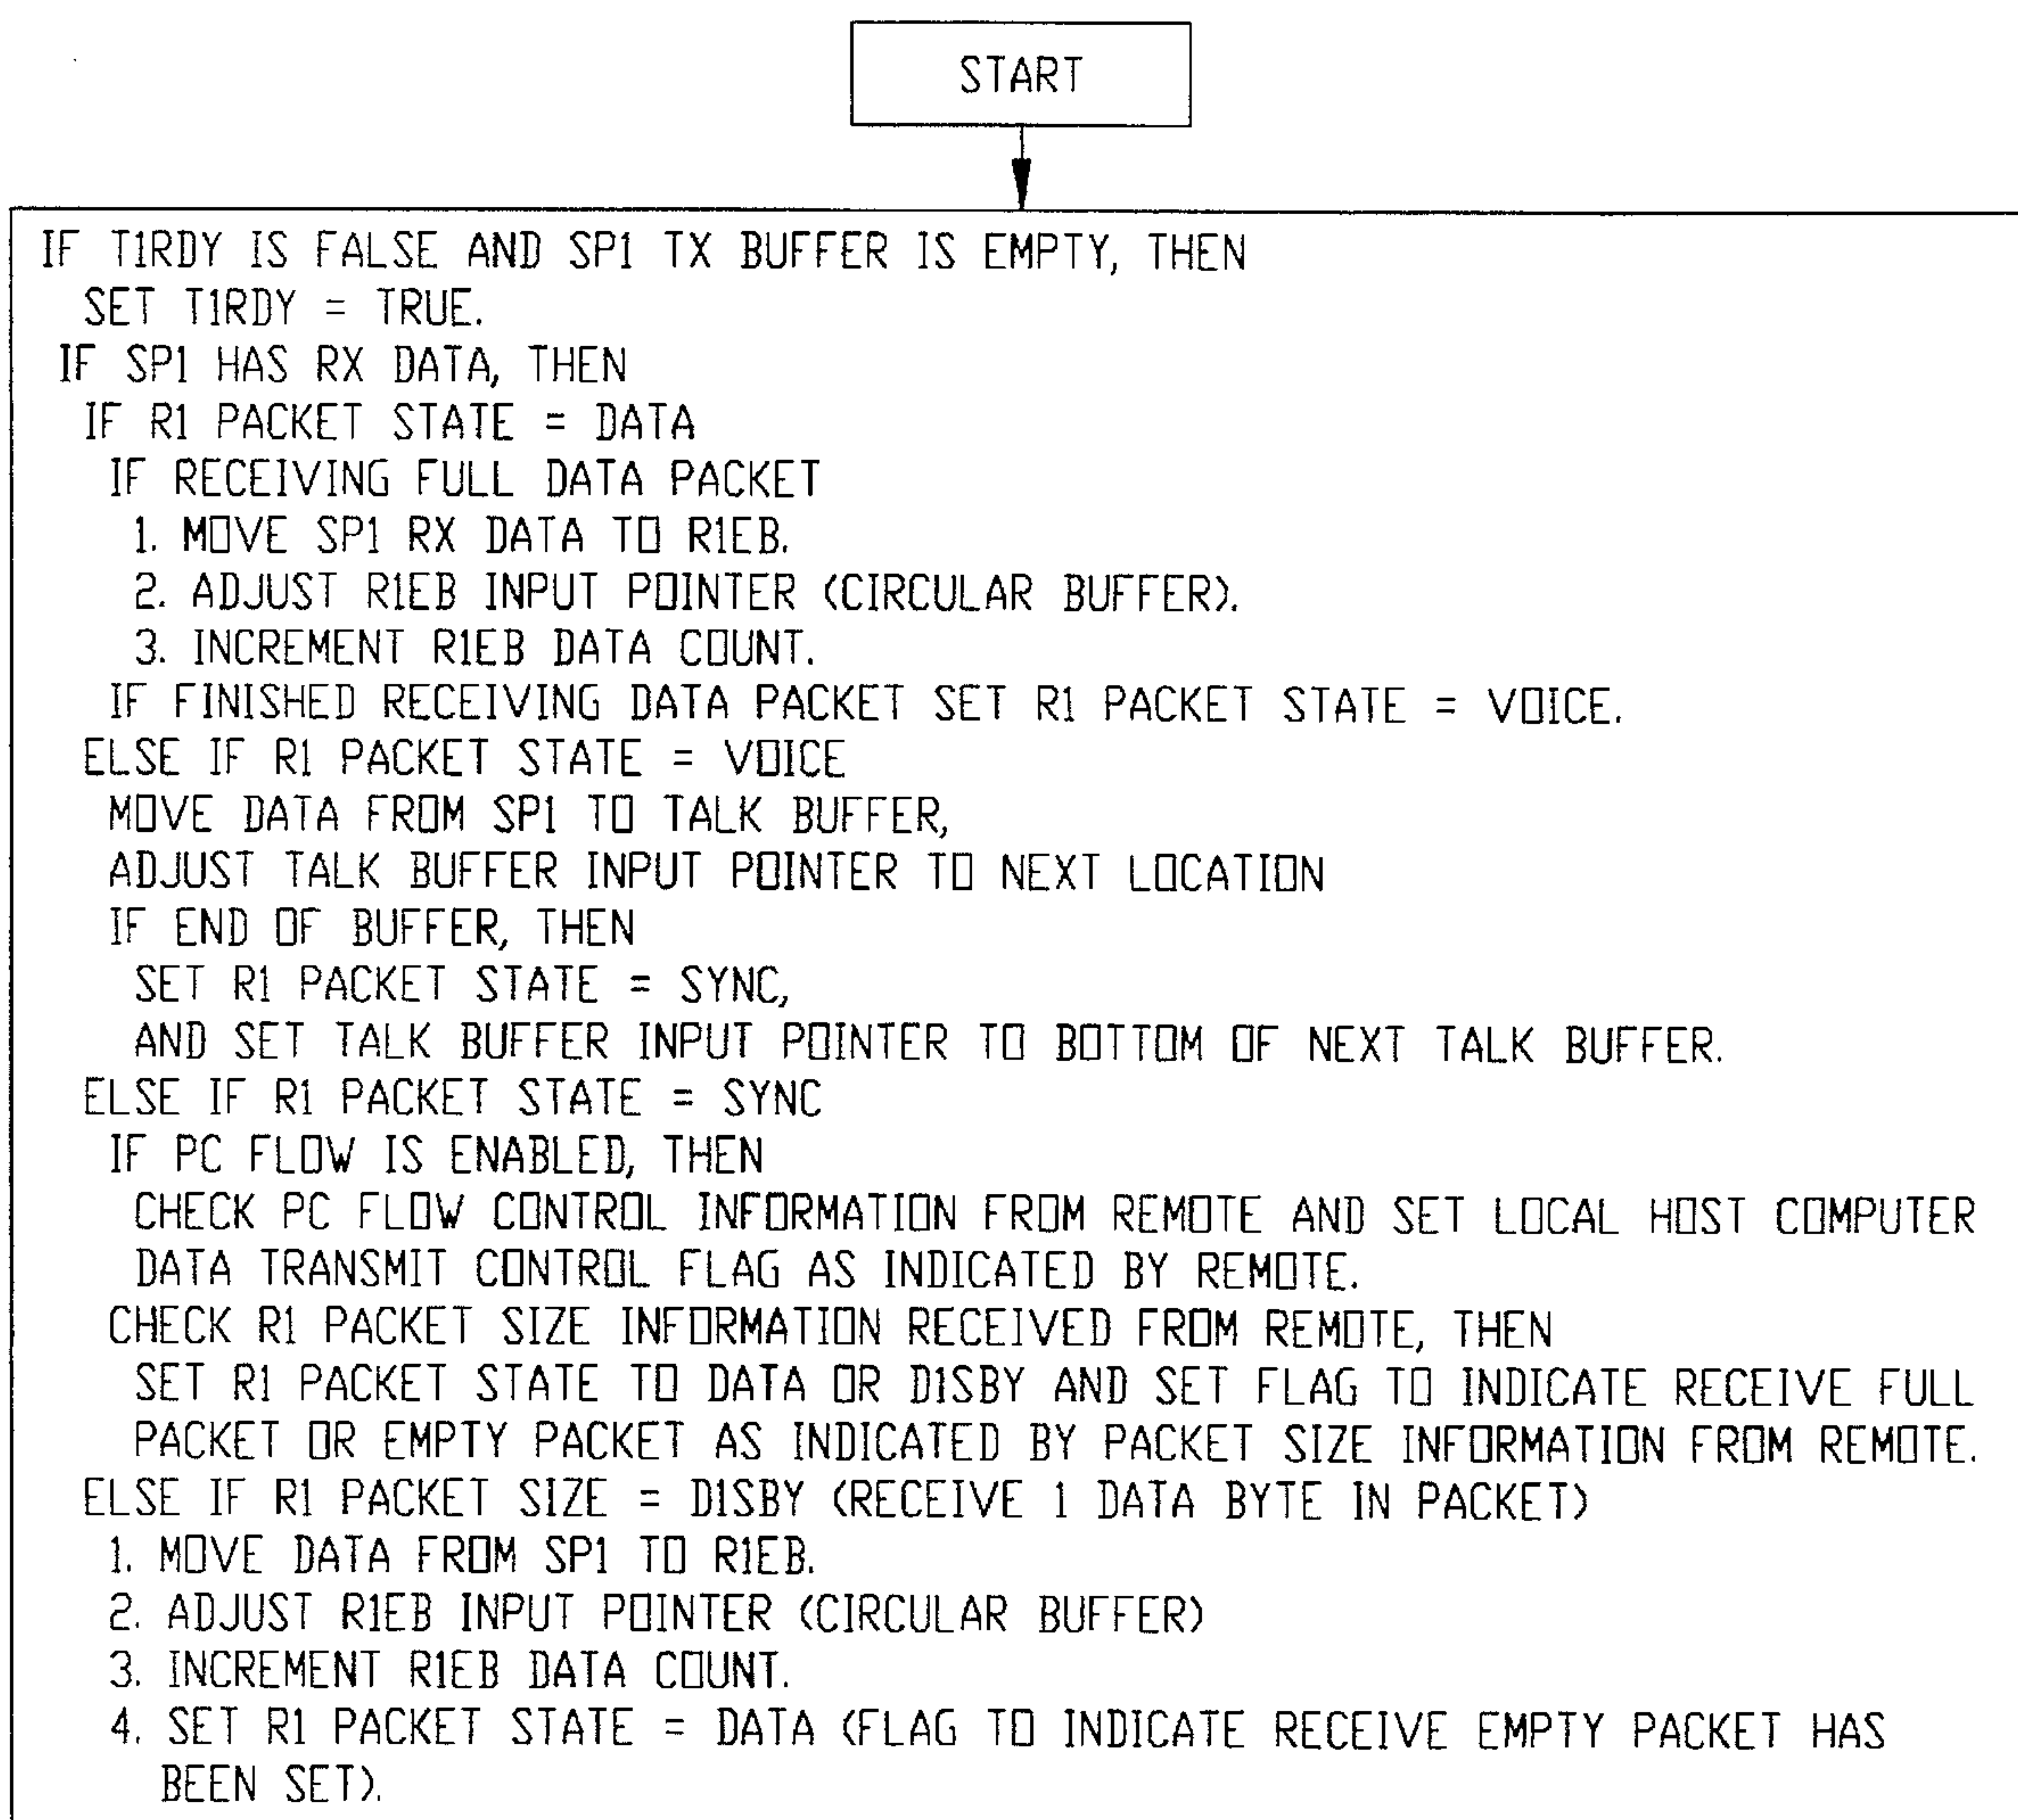 START
IF T1RDY IS FALSE AND SP1 TX BUFFER IS EMPTY, THEN
SET T1RDY = TRUE.
IF SP1 HAS RX DATA, THEN
IF R1 PACKET STATE = DATA
IF RECEIVING FULL DATA PACKET
1. MOVE SP1 RX DATA TO R1EB.
2. ADJUST R1EB INPUT POINTER (CIRCULAR BUFFER).
3. INCREMENT R1EB DATA COUNT.
IF FINISHED RECEIVING DATA PACKET SET R1 PACKET STATE = VOICE.
ELSE IF R1 PACKET STATE = VOICE
MOVE DATA FROM SP1 TO TALK BUFFER,
ADJUST TALK BUFFER INPUT POINTER TO NEXT LOCATION
IF END OF BUFFER, THEN
SET R1 PACKET STATE = SYNC,
AND SET TALK BUFFER INPUT POINTER TO BOTTOM OF NEXT TALK BUFFER.
ELSE IF R1 PACKET STATE = SYNC
IF PC FLOW IS ENABLED, THEN
CHECK PC FLOW CONTROL INFORMATION FROM REMOTE AND SET LOCAL HOST COMPUTER
DATA TRANSMIT CONTROL FLAG AS INDICATED BY REMOTE.
CHECK R1 PACKET SIZE INFORMATION RECEIVED FROM REMOTE, THEN
SET R1 PACKET STATE TO DATA OR D1SBY AND SET FLAG TO INDICATE RECEIVE FULL
PACKET OR EMPTY PACKET AS INDICATED BY PACKET SIZE INFORMATION FROM REMOTE.
ELSE IF R1 PACKET SIZE = D1SBY (RECEIVE 1 DATA BYTE IN PACKET)
1. MOVE DATA FROM SP1 TO R1EB.
2. ADJUST R1EB INPUT POINTER (CIRCULAR BUFFER)
3. INCREMENT R1EB DATA COUNT.
4. SET R1 PACKET STATE = DATA (FLAG TO INDICATE RECEIVE EMPTY PACKET HAS
BEEN SET).